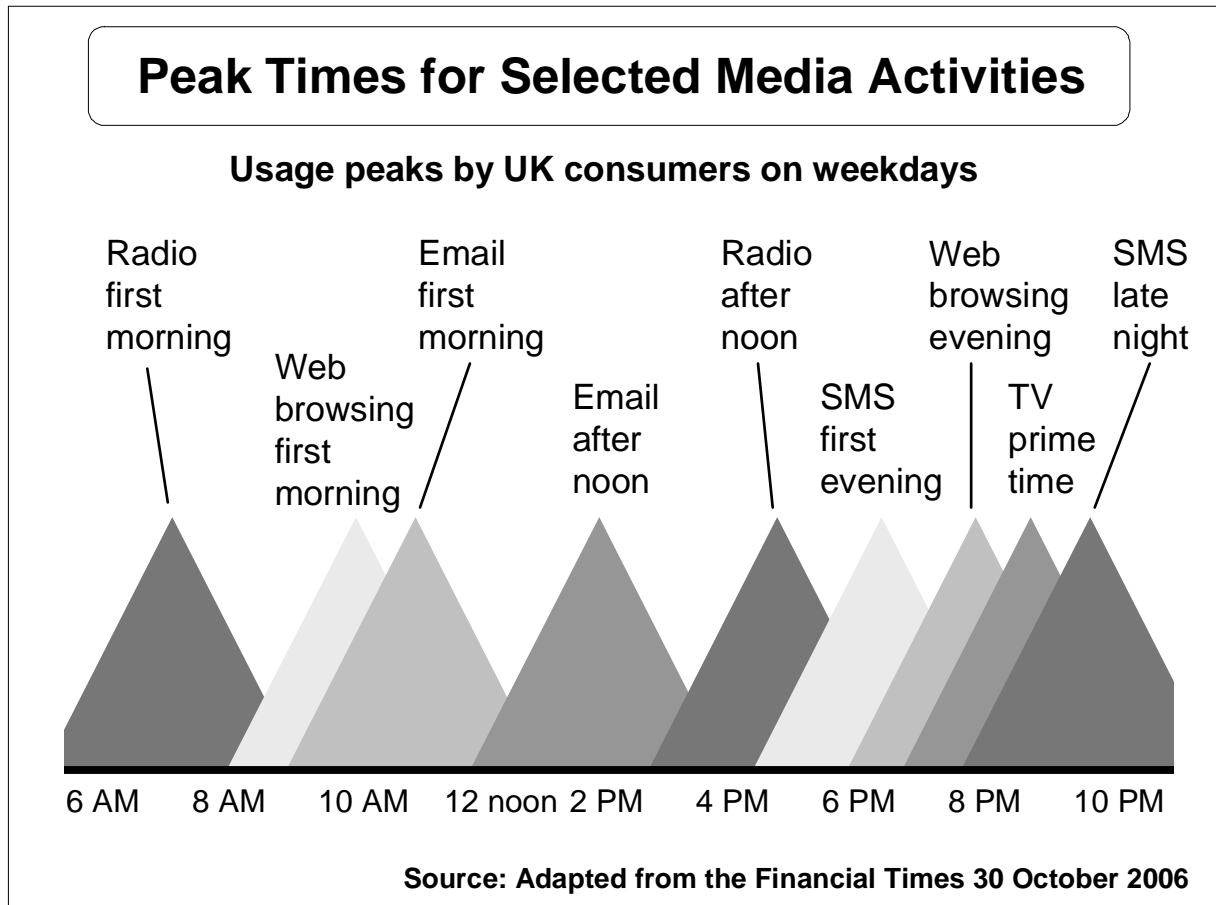 Peak Times for Selected Media Activities
Usage peaks by UK consumers on weekdays
Radio
first
morning
Web
browsing
first
morning
Email
first
morning
Email
after
noon
Radio
after
noon
SMS
first
evening
Web
browsing
evening
TV
prime
time
SMS
late
night
6 AM 8 AM 10 AM 12 noon 2 PM 4 PM 6 PM 8 PM 10 PM
Source: Adapted from the Financial Times 30 October 2006